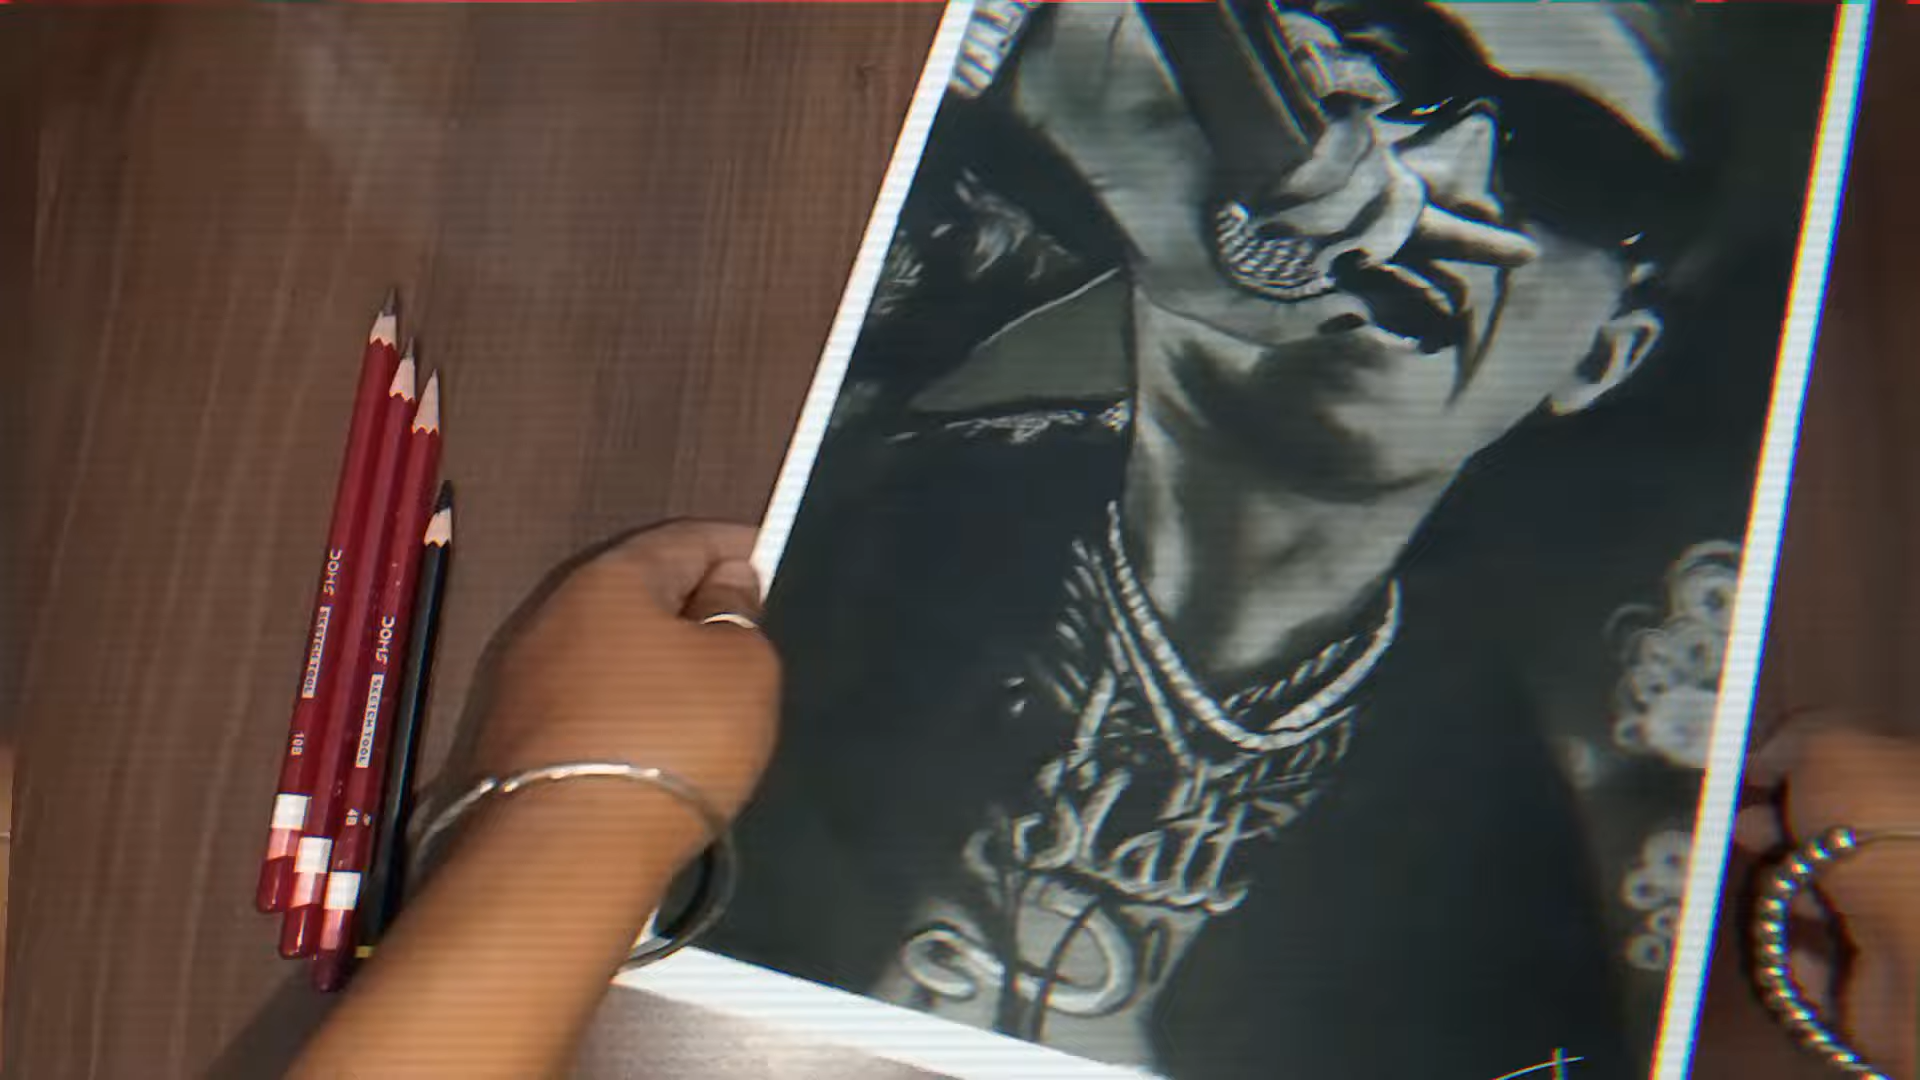 DOMS SKETCH TOOL 10B
DOMS SKETCH TOOL 4B
Slatt